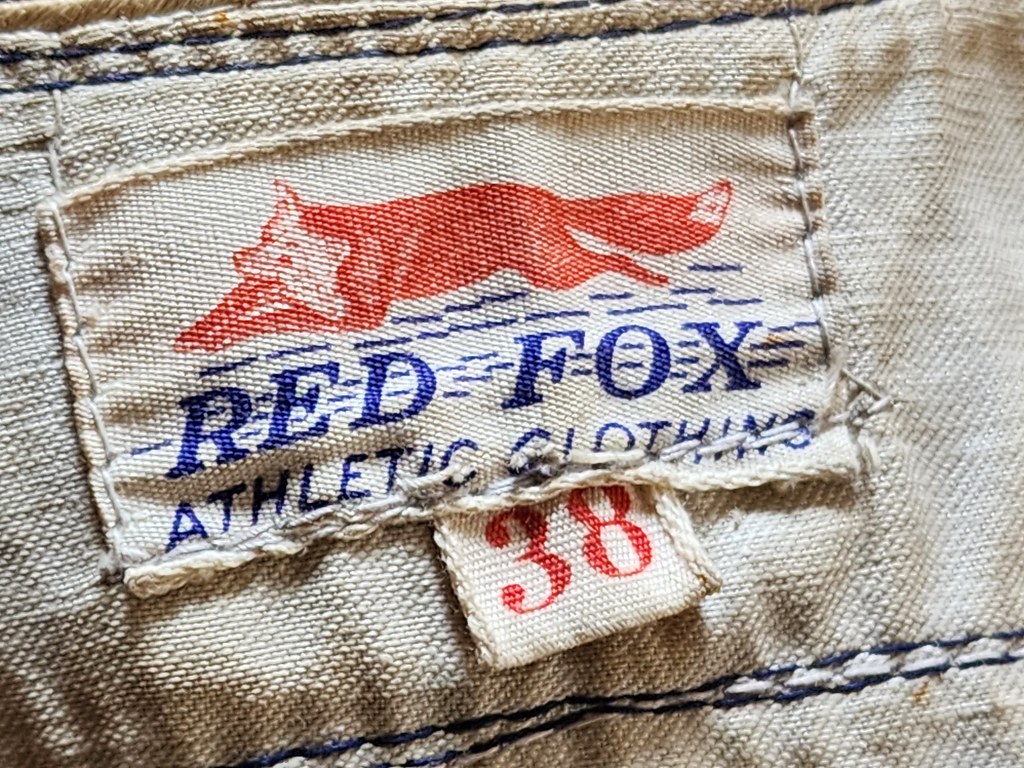 RED FOX
ATHLETIC CLOTHING
38